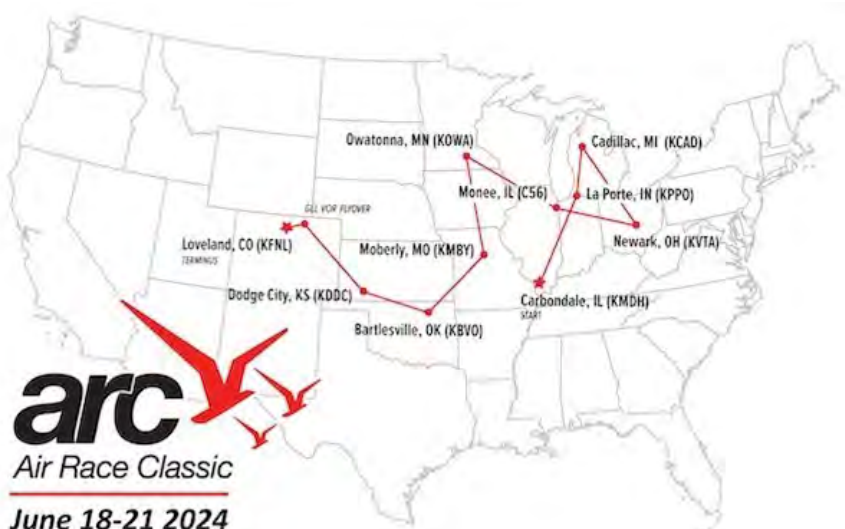 Owatonna, MN (KOWA)
Cadillac, MI (KCAD)
Monee, IL (C56)
La Porte, IN (KPPO)
GLL VOR FLYOVER
Newark, OH (KVTA)
Loveland, CO (KFNL)
TERMINUS
Moberly, MO (KMBY)
Dodge City, KS (KDDC)
Carbondale, IL (KMDH)
START
Bartlesville, OK (KBVO)
arc
Air Race Classic
June 18-21 2024